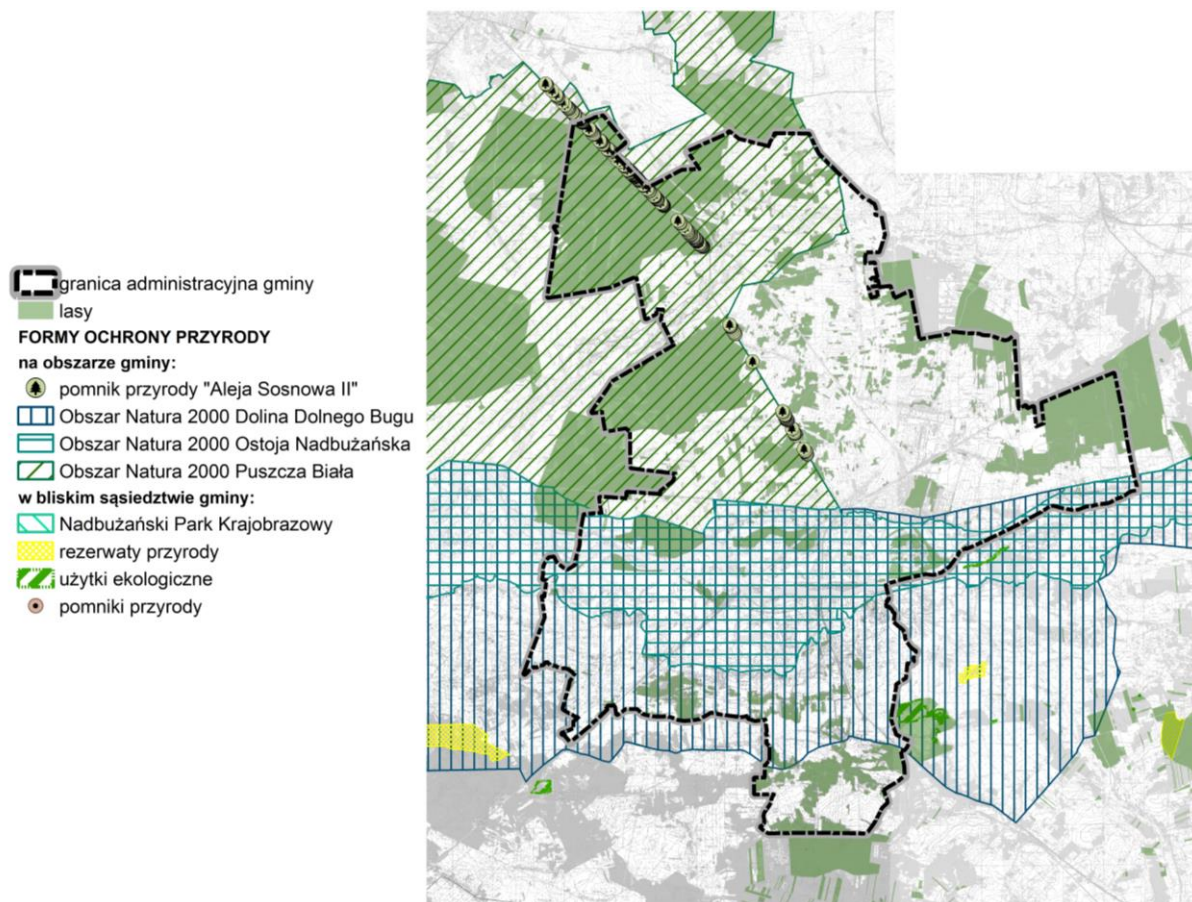 granica administracyjna gminy
lasy
FORMY OCHRONY PRZYRODY
na obszarze gminy:
pomnik przyrody "Aleja Sosnowa II"
Obszar Natura 2000 Dolina Dolnego Bugu
Obszar Natura 2000 Ostoja Nadbużańska
Obszar Natura 2000 Puszcza Biała
w bliskim sąsiedztwie gminy:
Nadbużański Park Krajobrazowy
rezerwaty przyrody
użytki ekologiczne
pomniki przyrody